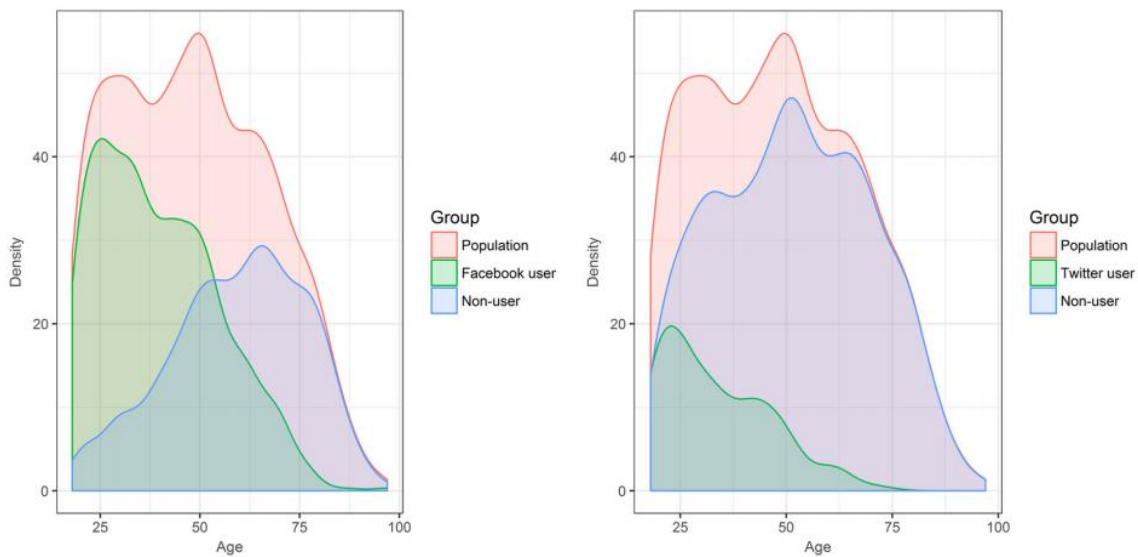 Density
40
20
0
25
50
75
100
Age
Group
Population
Facebook user
Non-user
Density
40
20
0
25
50
75
100
Age
Group
Population
Twitter user
Non-user